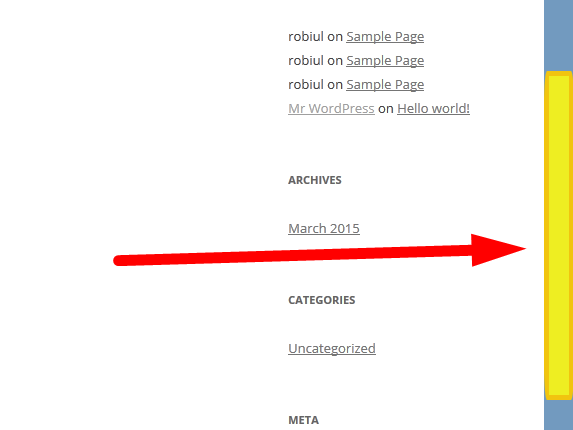 robiul on Sample Page
robiul on Sample Page
robiul on Sample Page
Mr WordPress on Hello world!
ARCHIVES
March 2015
CATEGORIES
Uncategorized
META